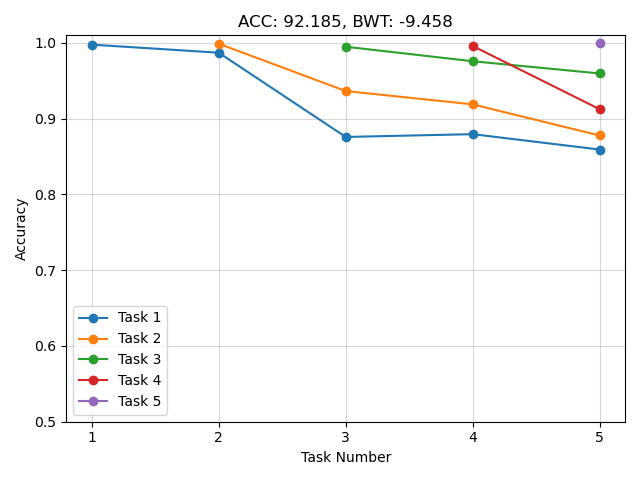 ACC: 92.185, BWT: -9.458
1.0
0.9
0.8
0.7
0.6
0.5
Accuracy
Task 1
Task 2
Task 3
Task 4
Task 5
1 2 3 4 5
Task Number